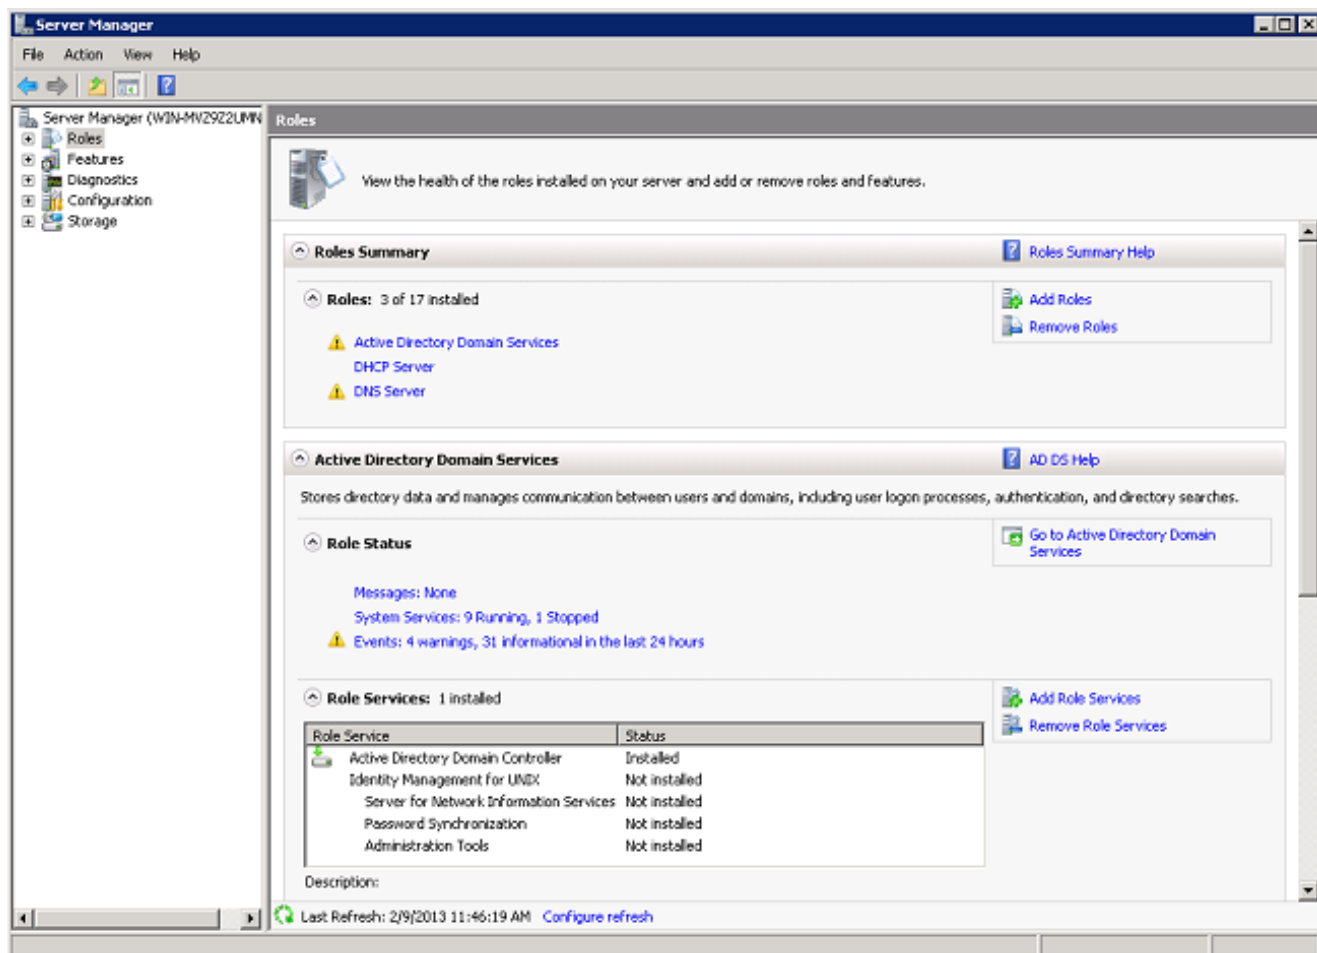 Server Manager
File Action View Help
Server Manager (WIN-MVZ9Z2UMN
Roles
Features
Diagnostics
Configuration
Storage
Roles
View the health of the roles installed on your server and add or remove roles and features.
Roles Summary
Roles Summary Help
Roles: 3 of 17 installed
Add Roles
Remove Roles
Active Directory Domain Services
DHCP Server
DNS Server
Active Directory Domain Services
AD DS Help
Stores directory data and manages communication between users and domains, including user logon processes, authentication, and directory searches.
Role Status
Go to Active Directory Domain
Services
Messages: None
System Services: 9 Running, 1 Stopped
Events: 4 warnings, 31 informational in the last 24 hours
Role Services: 1 installed
Add Role Services
Remove Role Services
Role Service Status
Active Directory Domain Controller Installed
Identity Management for UNIX Not installed
Server for Network Information Services Not installed
Password Synchronization Not installed
Administration Tools Not installed
Description:
Last Refresh: 2/9/2013 11:46:19 AM Configure refresh